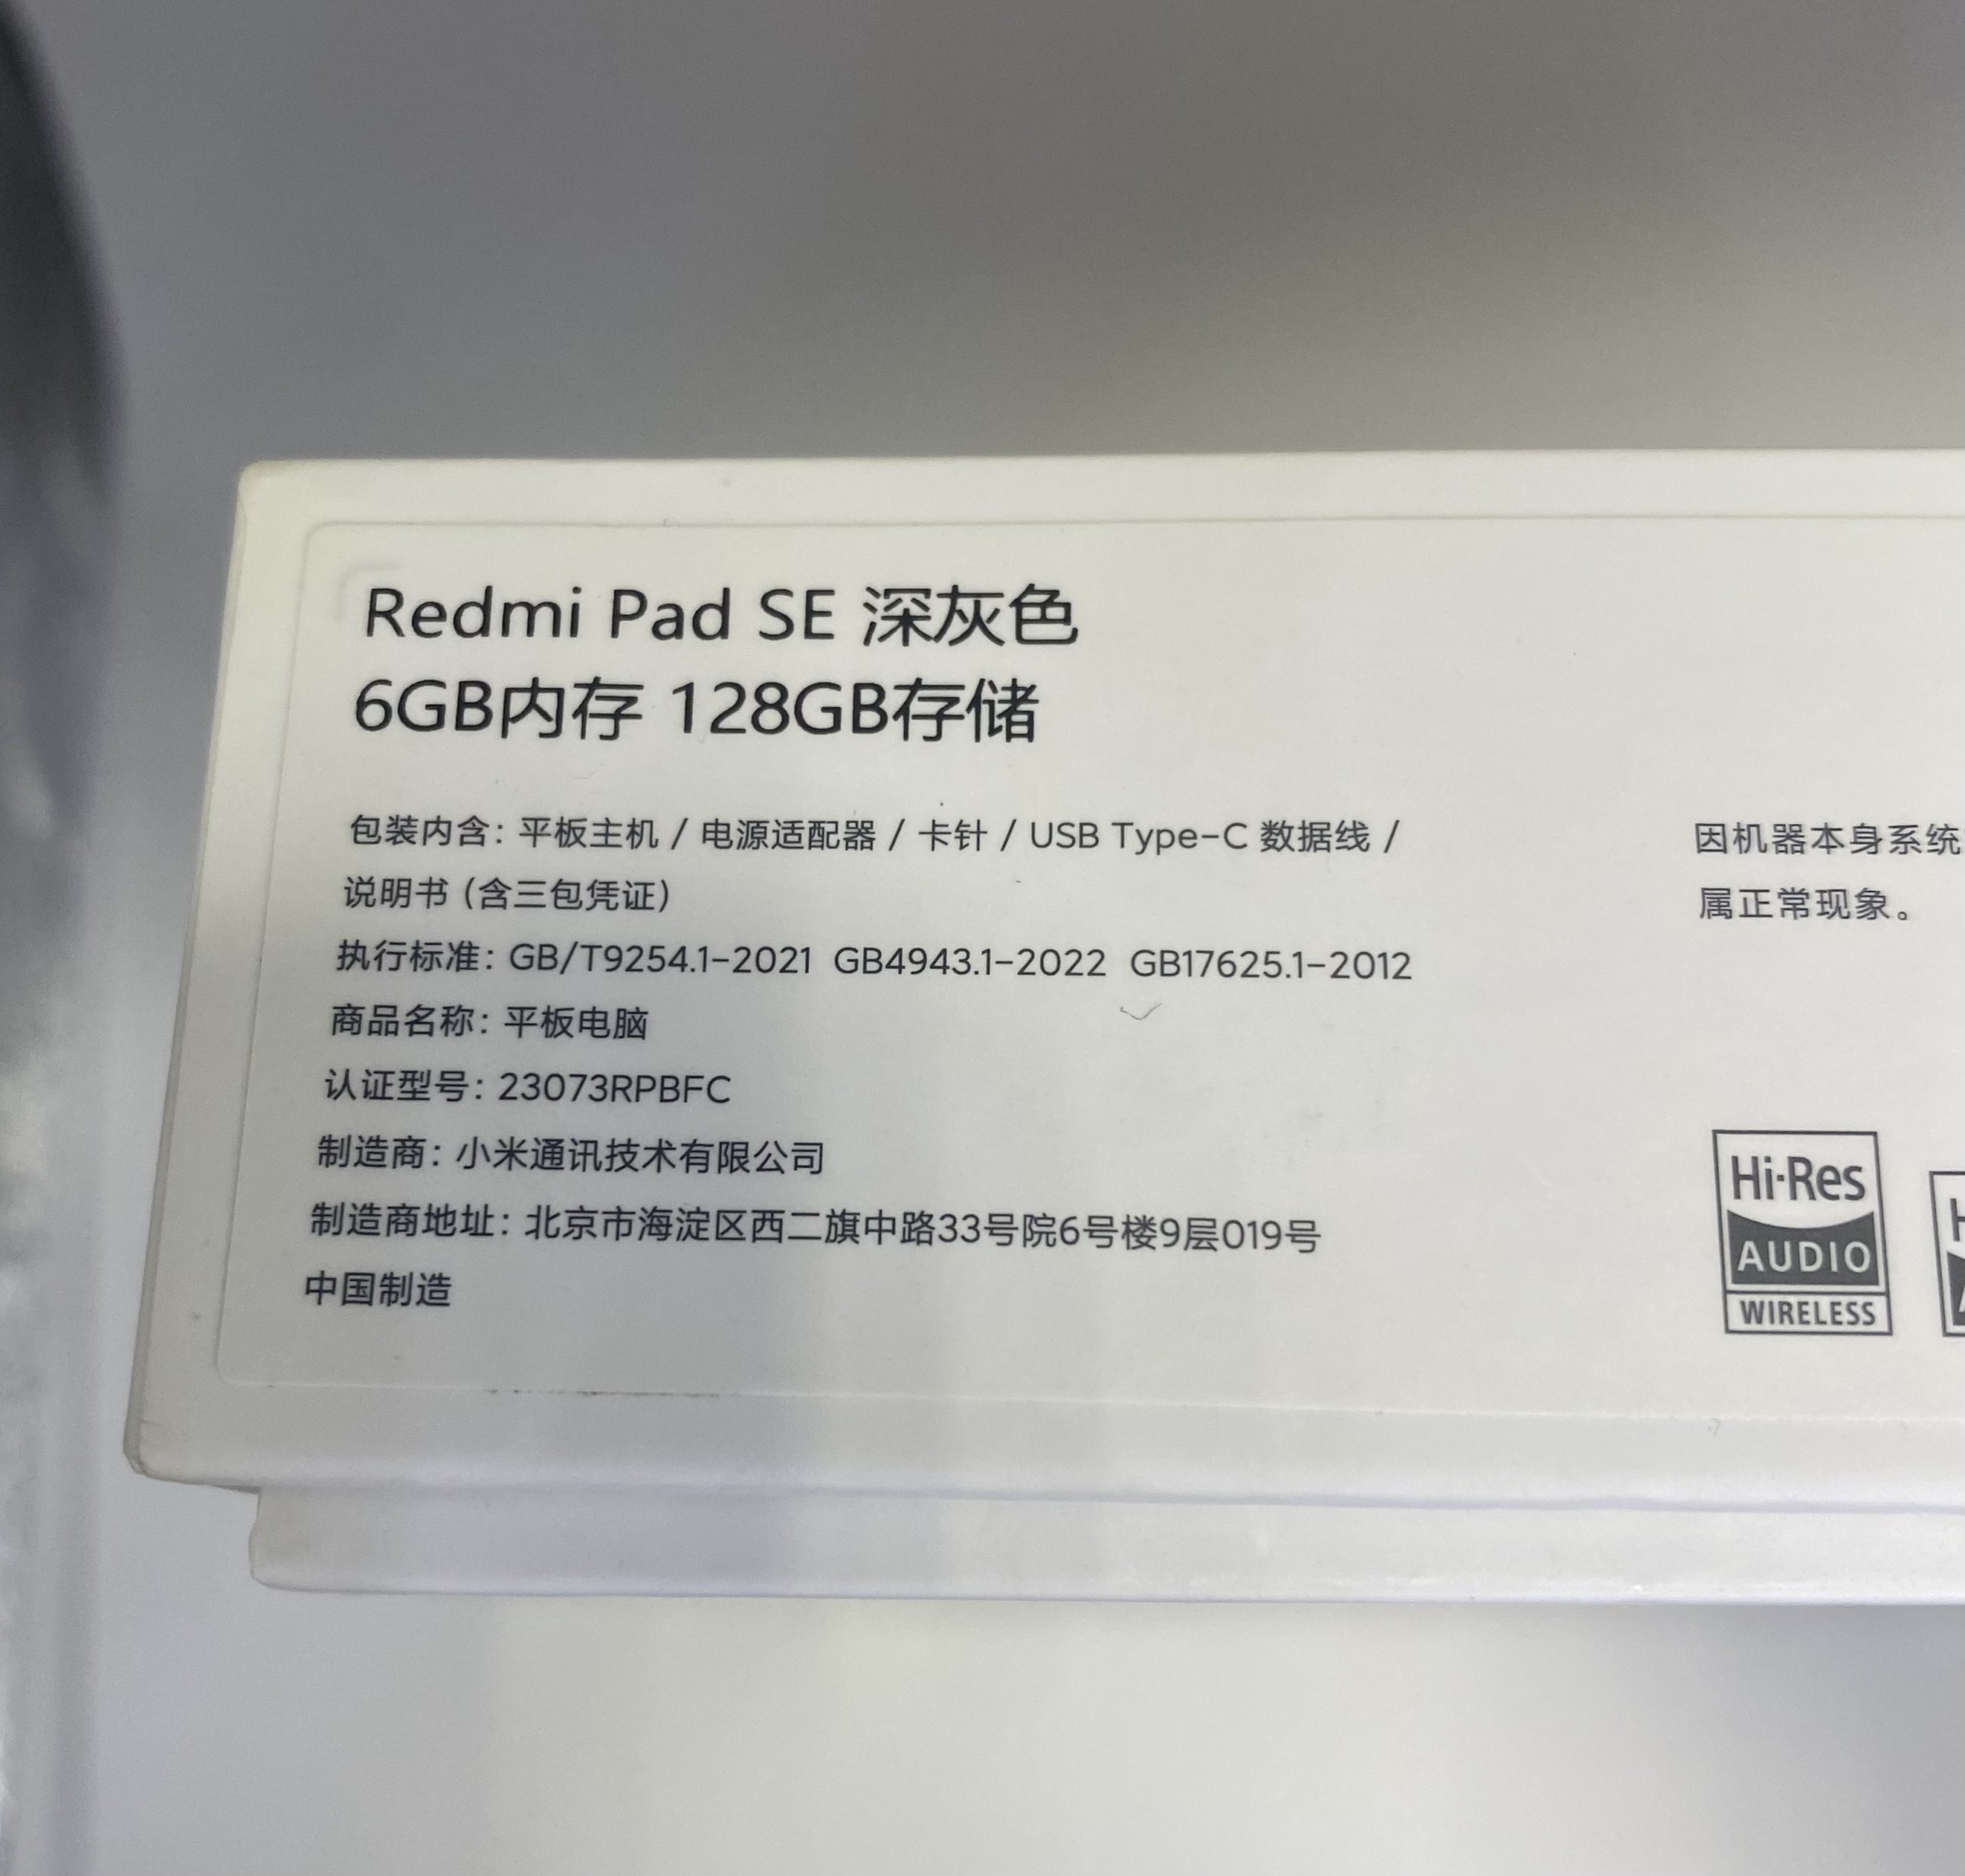 Redmi Pad SE 深灰色
6GB内存 128GB存储
包装内含: 平板主机 / 电源适配器 / 卡针 / USB Type-C 数据线 /
说明书 (含三包凭证)
执行标准: GB/T9254.1-2021 GB4943.1-2022 GB17625.1-2012
商品名称: 平板电脑
认证型号: 23073RPBFC
制造商: 小米通讯技术有限公司
制造商地址: 北京市海淀区西二旗中路33号院6号楼9层019号
中国制造
因机器本身系统
属正常现象。
Hi-Res
AUDIO
WIRELESS